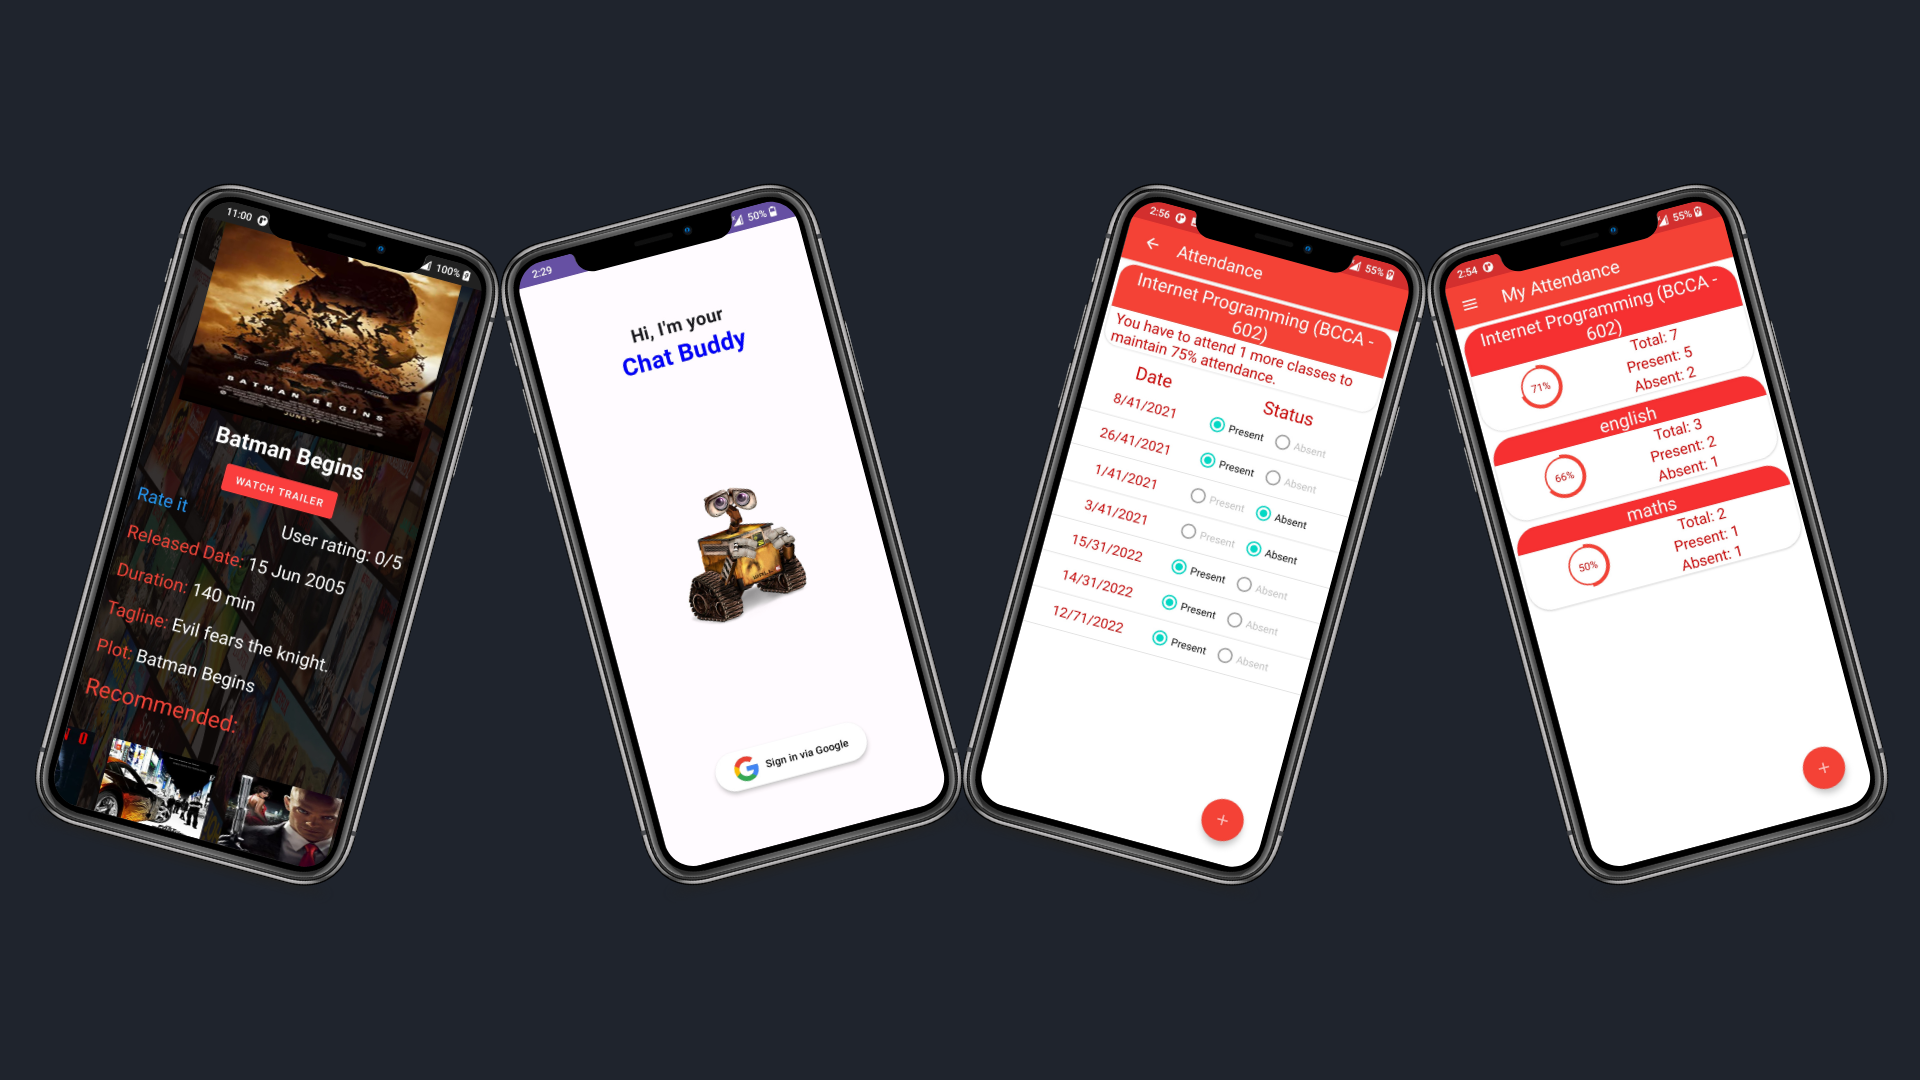 11:00
100%
BATMAN BEGINS
JUNE 17
Batman Begins
WATCH TRAILER
Rate it
User rating: 0/5
Released Date: 15 Jun 2005
Duration: 140 min
Tagline: Evil fears the knight.
Plot: Batman Begins
Recommended:
2:29
50%
Hi, I'm your
Chat Buddy
Sign in via Google
2:56
55%
Attendance
Internet Programming (BCCA -
602)
You have to attend 1 more classes to
maintain 75% attendance.
Date Status
8/41/2021 Present Absent
26/41/2021 Present Absent
1/41/2021 Present Absent
3/41/2021 Present Absent
15/31/2022 Present Absent
14/31/2022 Present Absent
12/71/2022 Present Absent
+
2:54
55%
My Attendance
Internet Programming (BCCA -
602)
71%
Total: 7
Present: 5
Absent: 2
english
66%
Total: 3
Present: 2
Absent: 1
maths
50%
Total: 2
Present: 1
Absent: 1
+